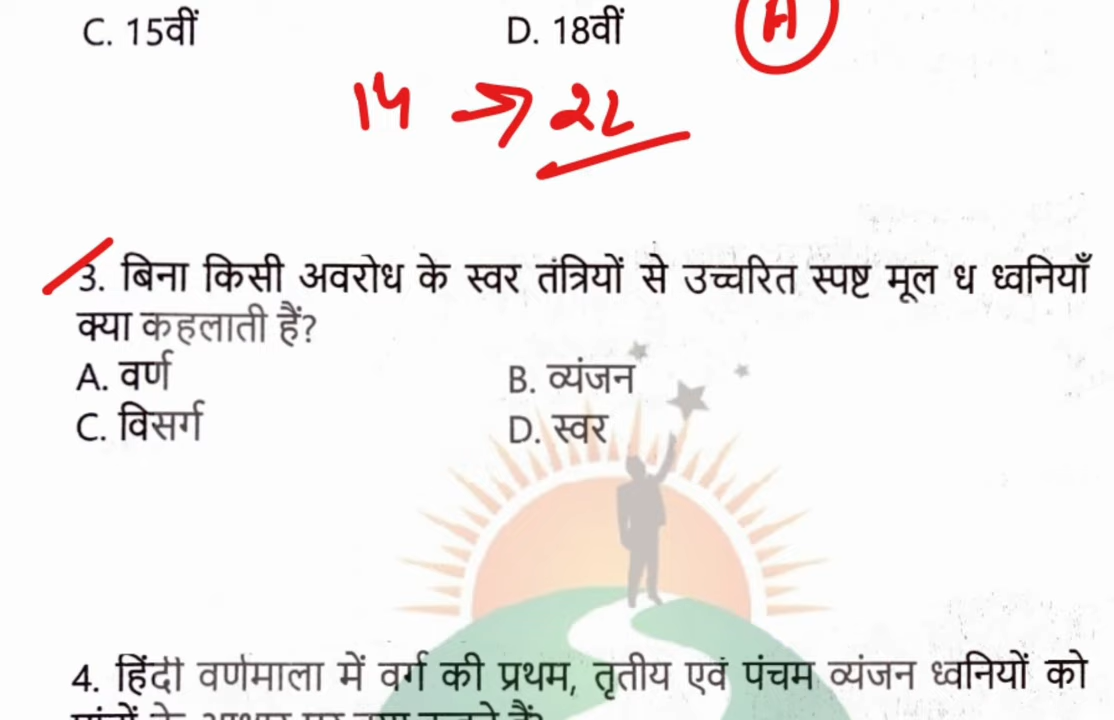 C. 15वीं D. 18वीं A
14 → 22
3. बिना किसी अवरोध के स्वर तंत्रियों से उच्चरित स्पष्ट मूल ध ध्वनियाँ
क्या कहलाती हैं?
A. वर्ण B. व्यंजन
C. विसर्ग D. स्वर
4. हिंदी वर्णमाला में वर्ग की प्रथम, तृतीय एवं पंचम व्यंजन ध्वनियों को